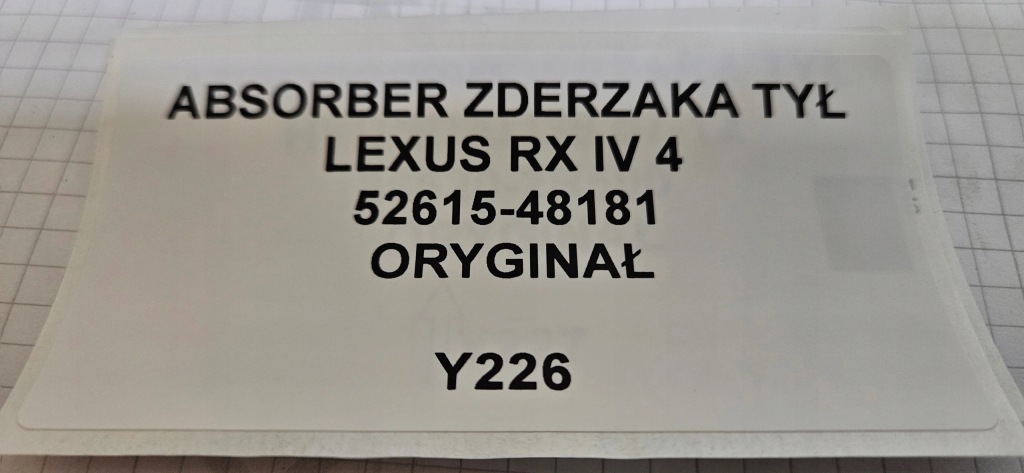 ABSORBER ZDERZAKA TYŁ
LEXUS RX IV 4
52615-48181
ORYGINAŁ
Y226